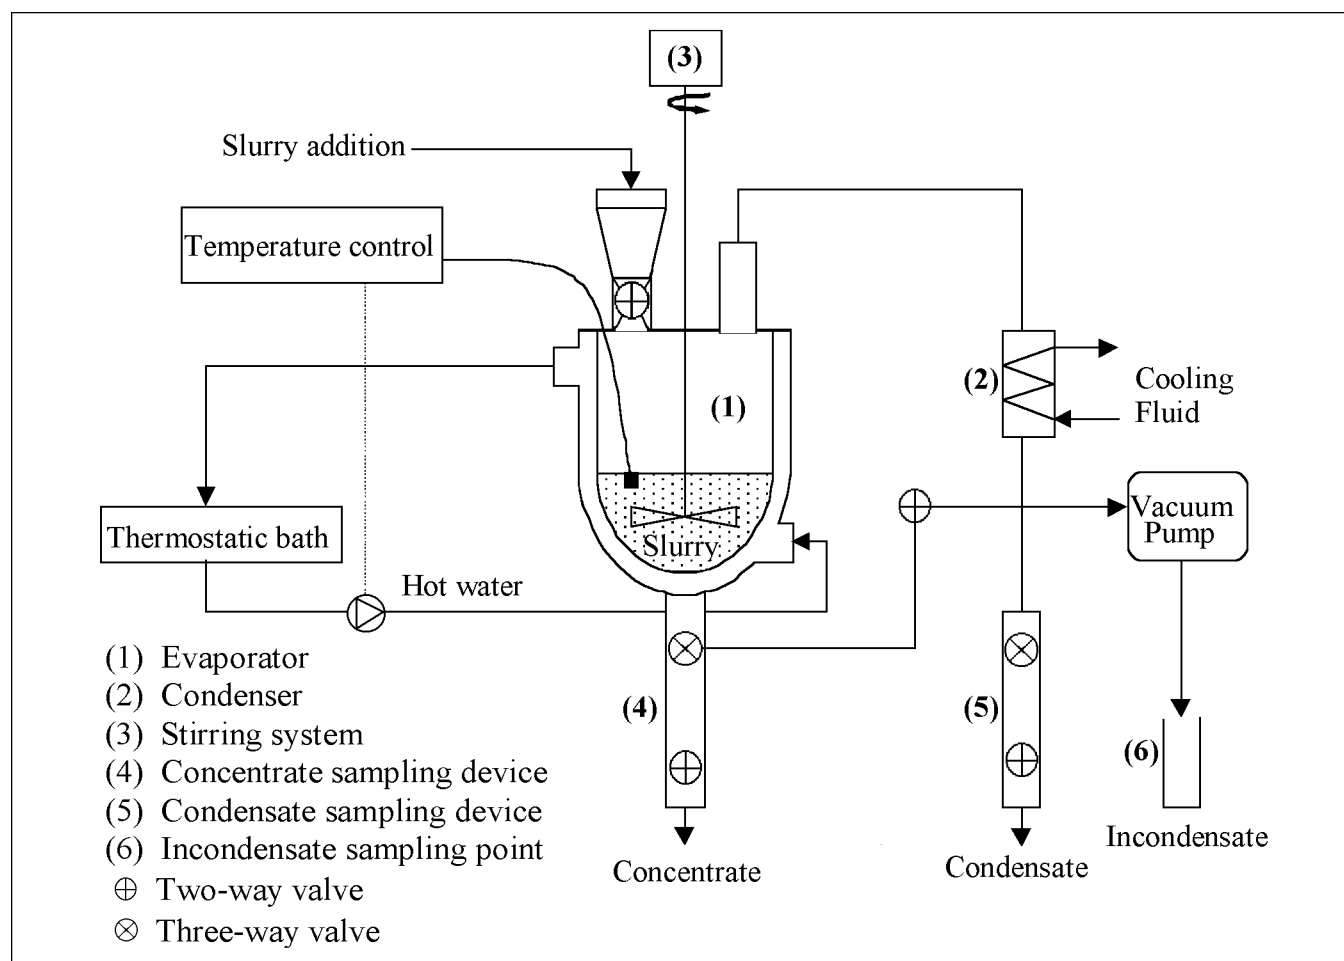 (3)
Slurry addition
Temperature control
(1)
(2)
Cooling
Fluid
Thermostatic bath
Slurry
Vacuum
Pump
Hot water
(1) Evaporator
(2) Condenser
(3) Stirring system
(4) Concentrate sampling device
(5) Condensate sampling device
(6) Incondensate sampling point
⊕ Two-way valve
⊗ Three-way valve
(4)
(5)
(6)
Concentrate
Condensate
Incondensate